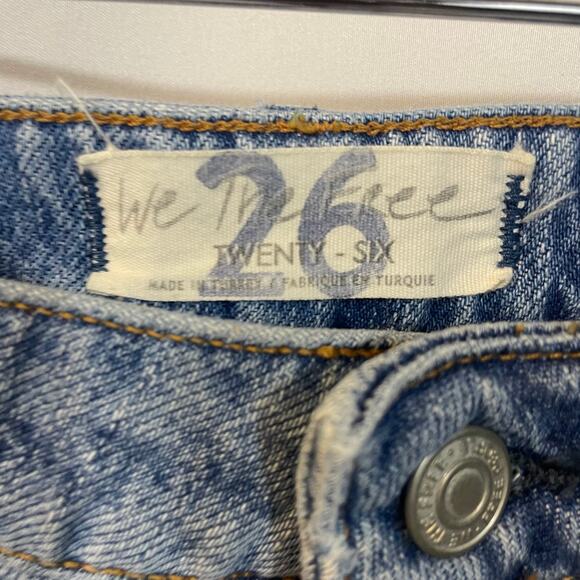 We The Free
26
TWENTY - SIX
MADE IN TURKEY / FABRIQUE EN TURQUIE